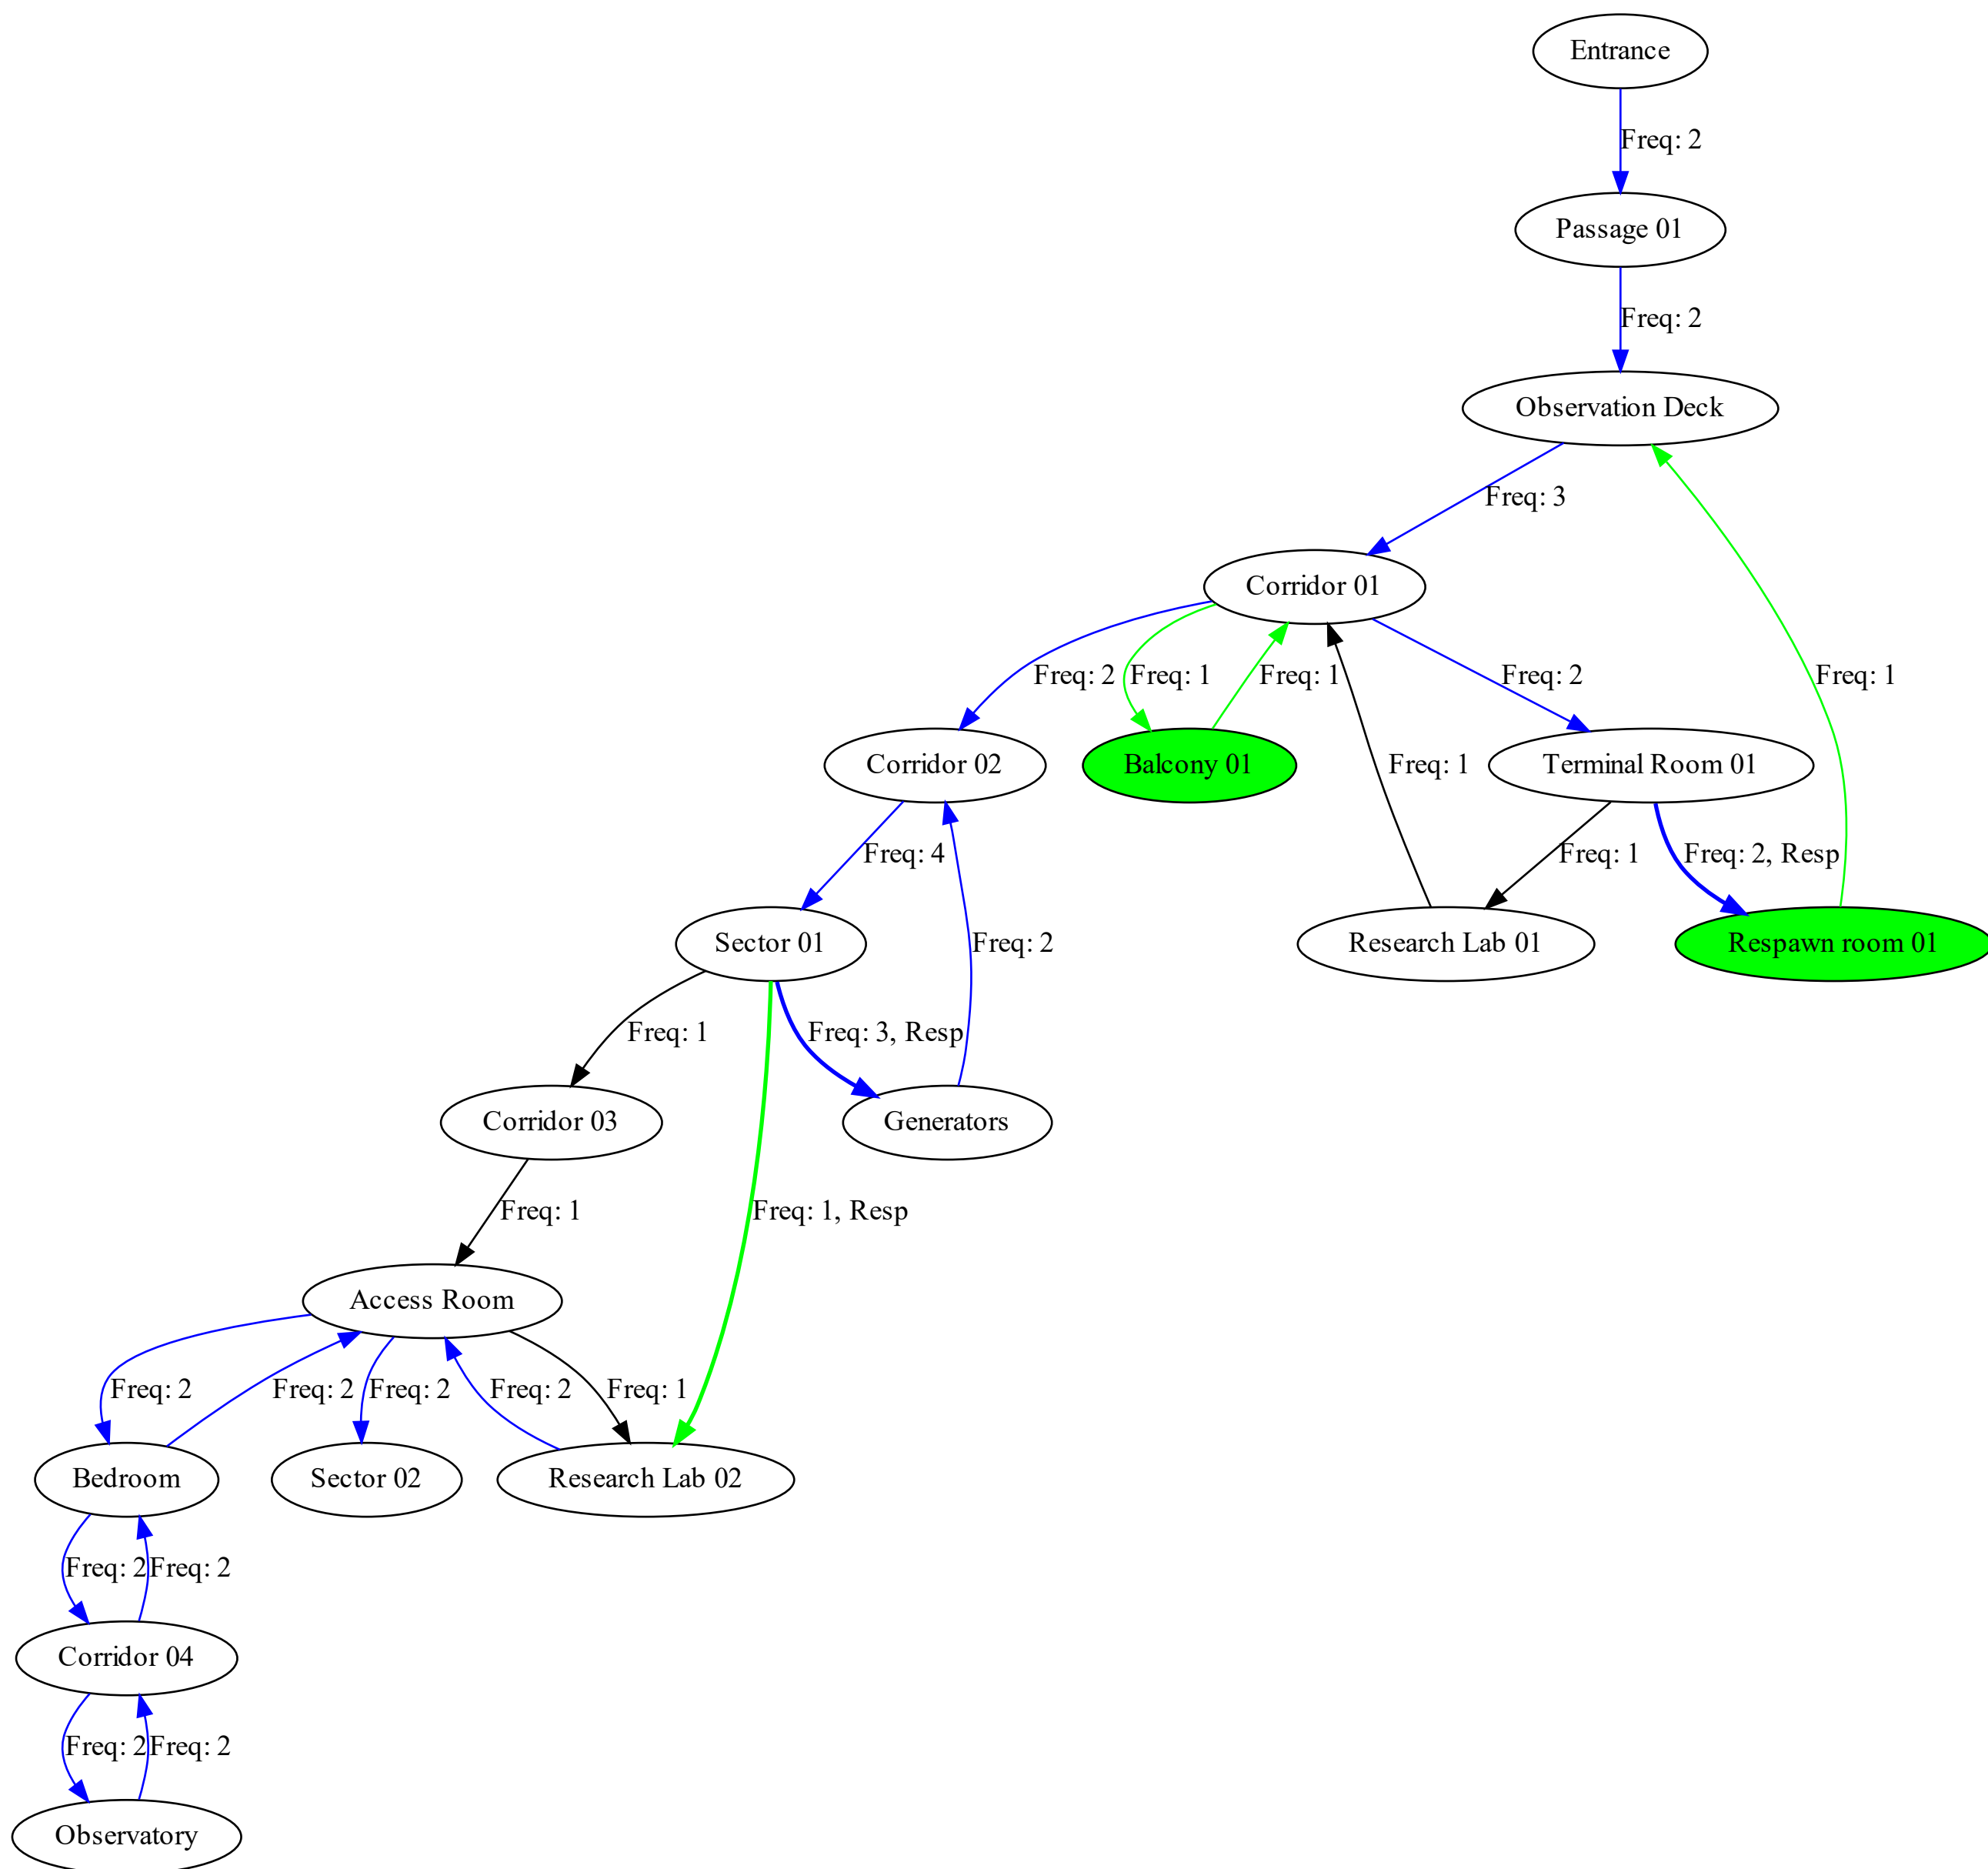 Entrance
Freq: 2
Passage 01
Freq: 2
Observation Deck
Freq: 3
Corridor 01
Freq: 2
Freq: 1
Freq: 1
Freq: 2
Freq: 1
Corridor 02
Balcony 01
Freq: 1
Terminal Room 01
Freq: 4
Freq: 1
Freq: 2, Resp
Sector 01
Freq: 2
Research Lab 01
Respawn room 01
Freq: 1
Freq: 3, Resp
Corridor 03
Generators
Freq: 1
Freq: 1, Resp
Access Room
Freq: 2
Freq: 2
Freq: 2
Freq: 2
Freq: 1
Bedroom
Sector 02
Research Lab 02
Freq: 2
Freq: 2
Corridor 04
Freq: 2
Freq: 2
Observatory